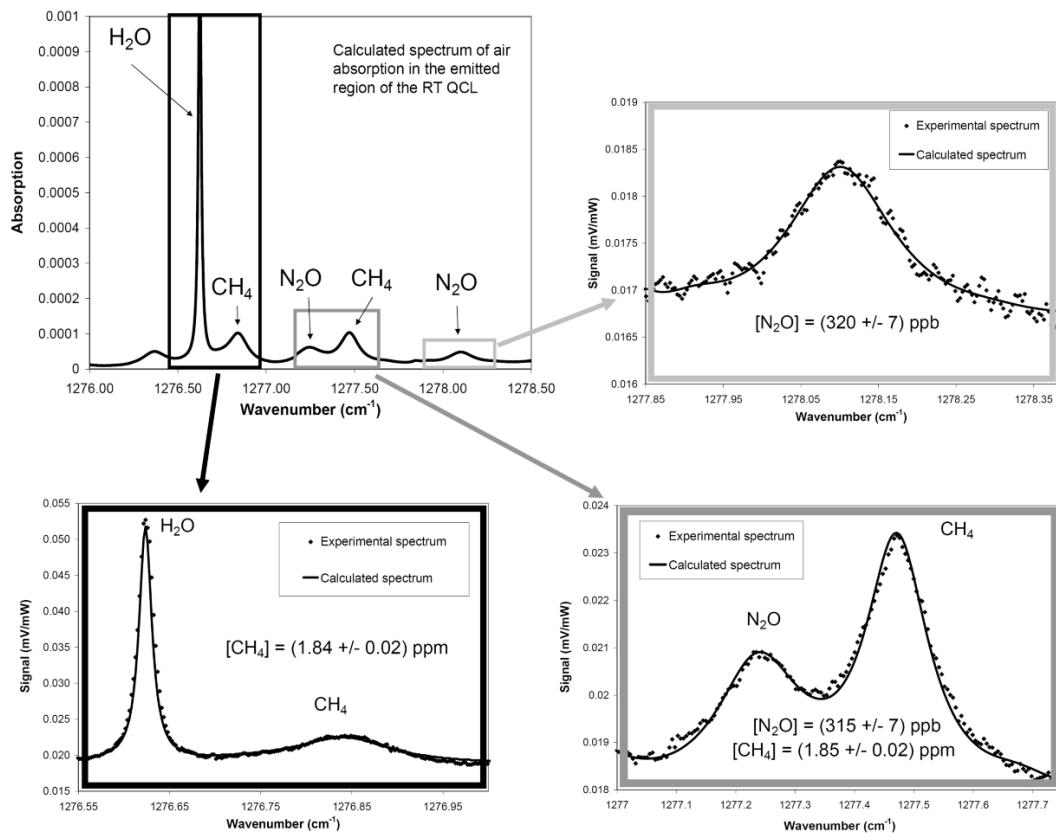 0.001
0.0009
0.0008
0.0007
0.0006
0.0005
0.0004
0.0003
0.0002
0.0001
0
Absorption
H₂O
Calculated spectrum of air
absorption in the emitted
region of the RT QCL
CH₄
N₂O
CH₄
N₂O
1276.00 1276.50 1277.00 1277.50 1278.00 1278.50
Wavenumber (cm⁻¹)
0.019
0.0185
0.018
0.0175
0.017
0.0165
0.016
Signal (mV/mW)
Experimental spectrum
Calculated spectrum
[N₂O] = (320 +/- 7) ppb
1277.85 1277.95 1278.05 1278.15 1278.25 1278.35
Wavenumber (cm⁻¹)
0.055
0.050
0.045
0.040
0.035
0.030
0.025
0.020
0.015
Signal (mV/mW)
H₂O
Experimental spectrum
Calculated spectrum
[CH₄] = (1.84 +/- 0.02) ppm
CH₄
1276.55 1276.65 1276.75 1276.85 1276.95
Wavenumber (cm⁻¹)
0.024
0.023
0.022
0.021
0.02
0.019
0.018
Signal (mV/mW)
Experimental spectrum
Calculated spectrum
CH₄
N₂O
[N₂O] = (315 +/- 7) ppb
[CH₄] = (1.85 +/- 0.02) ppm
1277 1277.1 1277.2 1277.3 1277.4 1277.5 1277.6 1277.7
Wavenumber (cm⁻¹)